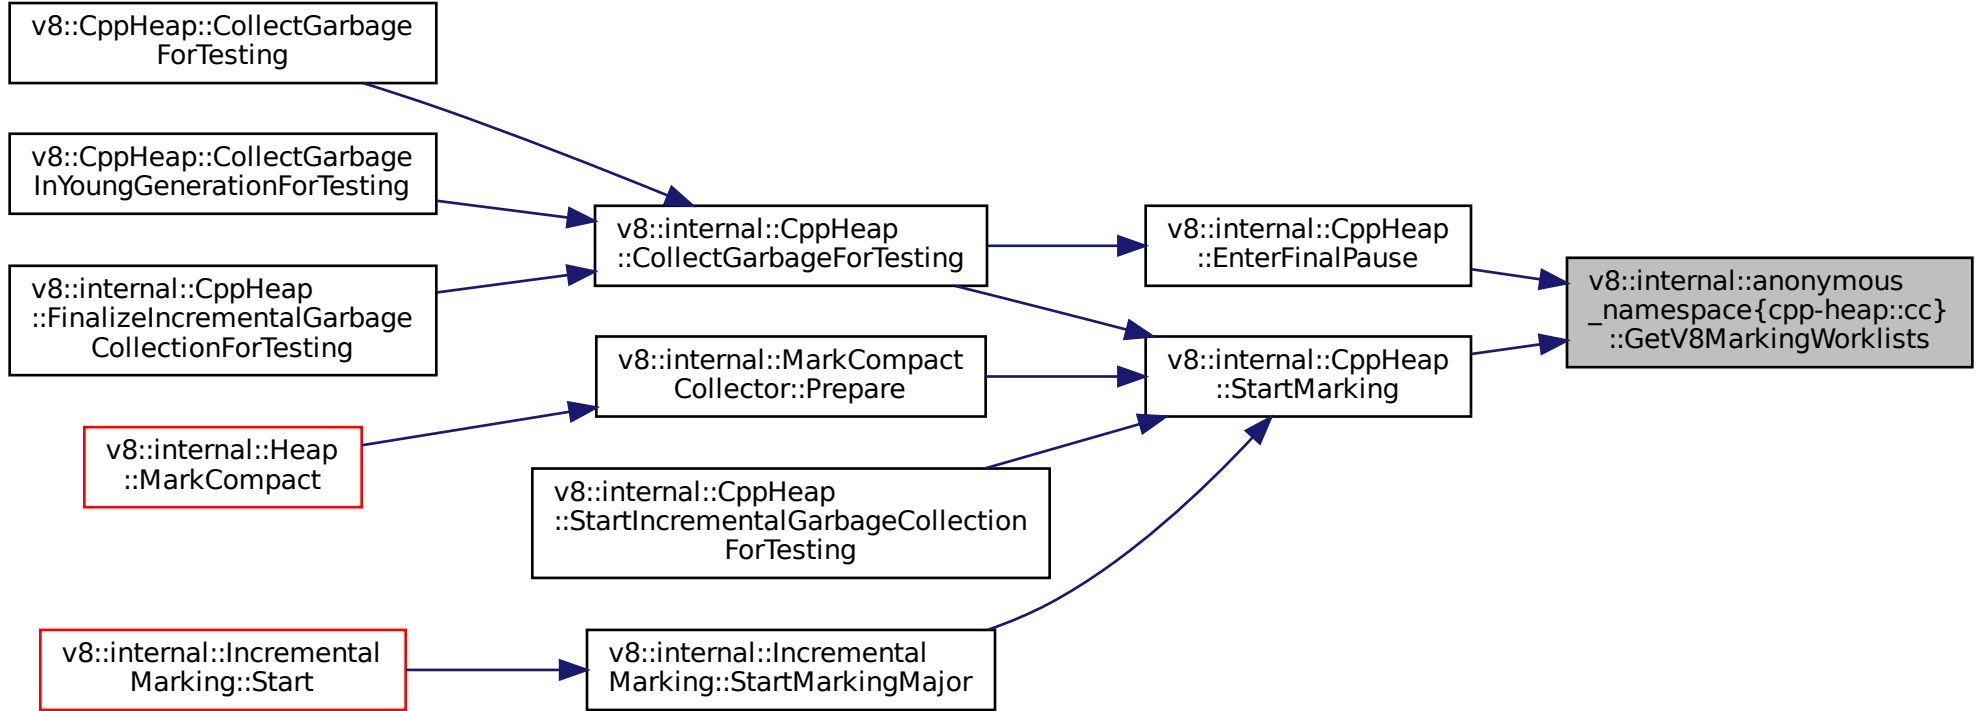 v8::CppHeap::CollectGarbage
ForTesting
v8::CppHeap::CollectGarbage
InYoungGenerationForTesting
v8::internal::CppHeap
::FinalizeIncrementalGarbage
CollectionForTesting
v8::internal::Heap
::MarkCompact
v8::internal::Incremental
Marking::Start
v8::internal::CppHeap
::CollectGarbageForTesting
v8::internal::MarkCompact
Collector::Prepare
v8::internal::CppHeap
::StartIncrementalGarbageCollection
ForTesting
v8::internal::Incremental
Marking::StartMarkingMajor
v8::internal::CppHeap
::EnterFinalPause
v8::internal::CppHeap
::StartMarking
v8::internal::anonymous
_namespace{cpp-heap::cc}
::GetV8MarkingWorklists